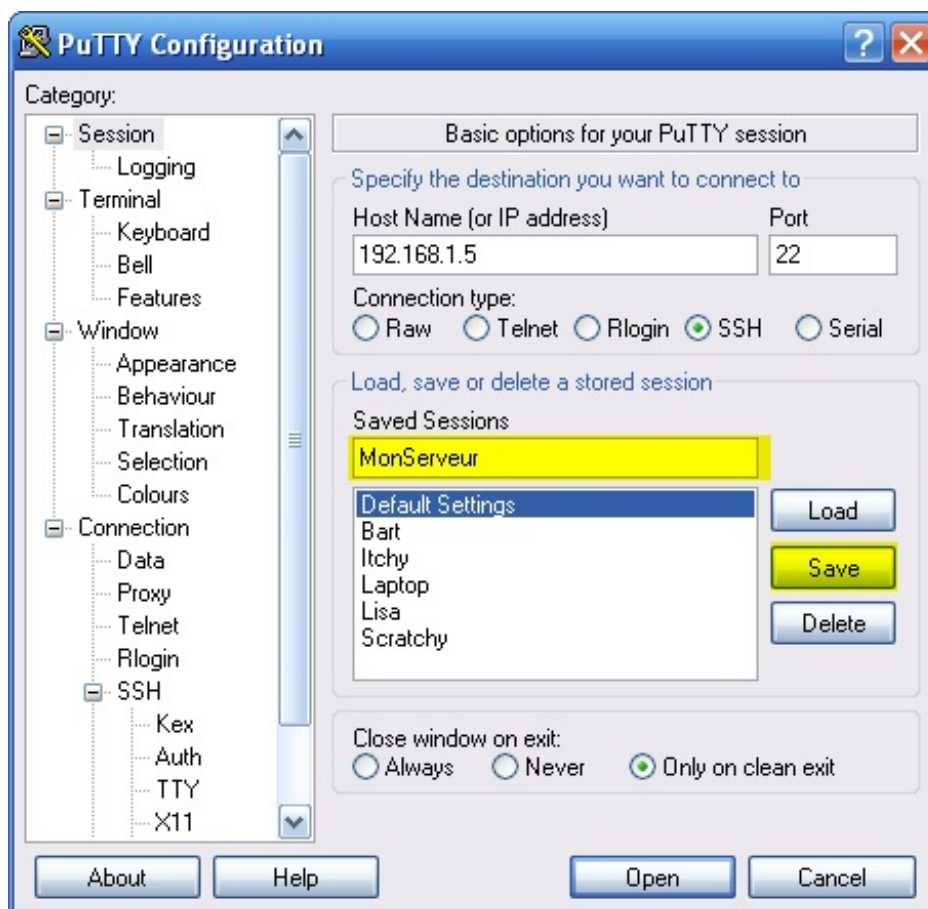 PuTTY Configuration
Category:
Session
Logging
Terminal
Keyboard
Bell
Features
Window
Appearance
Behaviour
Translation
Selection
Colours
Connection
Data
Proxy
Telnet
Rlogin
SSH
Kex
Auth
TTY
X11
Basic options for your PuTTY session
Specify the destination you want to connect to
Host Name (or IP address) Port
192.168.1.5 22
Connection type:
Raw Telnet Rlogin SSH Serial
Load, save or delete a stored session
Saved Sessions
MonServeur
Default Settings
Bart
Itchy
Laptop
Lisa
Scratchy
Load
Save
Delete
Close window on exit:
Always Never Only on clean exit
About Help Open Cancel